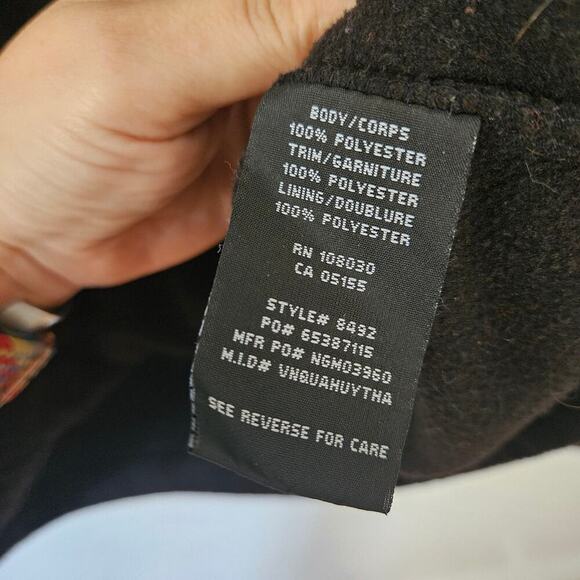 BODY/CORPS
100% POLYESTER
TRIM/GARNITURE
100% POLYESTER
LINING/DOUBLURE
100% POLYESTER
RN 108030
CA 05155
STYLE# 8492
PO# 65387115
MFR PO# NGM03960
M.I.D# VNQUAHUYTHA
SEE REVERSE FOR CARE